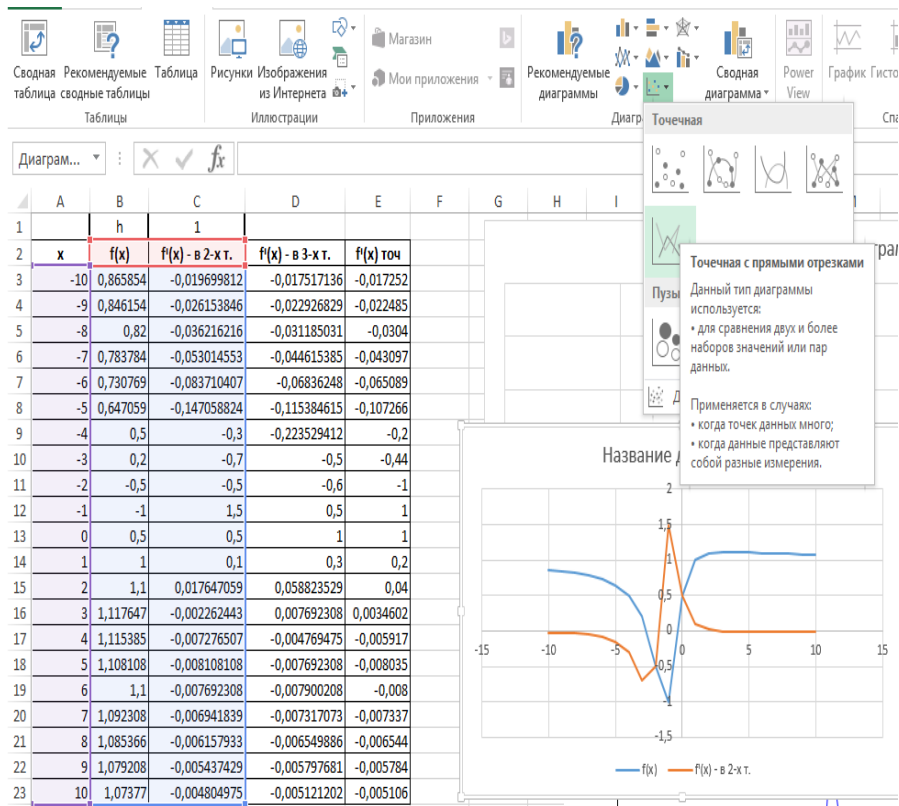 Сводная таблица
Рекомендуемые сводные таблицы
Таблица
Рисунки
Изображения из Интернета
Магазин
Мои приложения
Рекомендуемые диаграммы
Сводная диаграмма
Power View
График
Таблицы
Иллюстрации
Приложения
Точечная
Диаграм...
fx
A B C D E F G H I
1 h 1
2 x f(x) f'(x) - в 2-х т. f'(x) - в 3-х т. f'(x) точ
3 -10 0,865854 -0,019699812 -0,017517136 -0,017252
4 -9 0,846154 -0,026153846 -0,022926829 -0,022485
5 -8 0,82 -0,036216216 -0,031185031 -0,0304
6 -7 0,783784 -0,053014553 -0,044615385 -0,043097
7 -6 0,730769 -0,083710407 -0,06836248 -0,065089
8 -5 0,647059 -0,147058824 -0,115384615 -0,107266
9 -4 0,5 -0,3 -0,223529412 -0,2
10 -3 0,2 -0,7 -0,5 -0,44
11 -2 -0,5 -0,5 -0,6 -1
12 -1 -1 1,5 0,5 1
13 0 0,5 0,5 1 1
14 1 1 0,1 0,3 0,2
15 2 1,1 0,017647059 0,058823529 0,04
16 3 1,117647 -0,002262443 0,007692308 0,0034602
17 4 1,115385 -0,007276507 -0,004769475 -0,005917
18 5 1,108108 -0,008108108 -0,007692308 -0,008035
19 6 1,1 -0,007692308 -0,007900208 -0,008
20 7 1,092308 -0,006941839 -0,007317073 -0,007337
21 8 1,085366 -0,006157933 -0,006549886 -0,006544
22 9 1,079208 -0,005437429 -0,005797681 -0,005784
23 10 1,07377 -0,004804975 -0,005121202 -0,005106
Точечная с прямыми отрезками
Данный тип диаграммы
используется:
• для сравнения двух и более
наборов значений или пар
данных.
Применяется в случаях:
• когда точек данных много;
• когда данные представляют
собой разные измерения.
Название
2
1,5
1
0,5
0
-15 -10 -5 0 5 10 15
-0,5
-1
-1,5
f(x) f'(x) - в 2-х т.